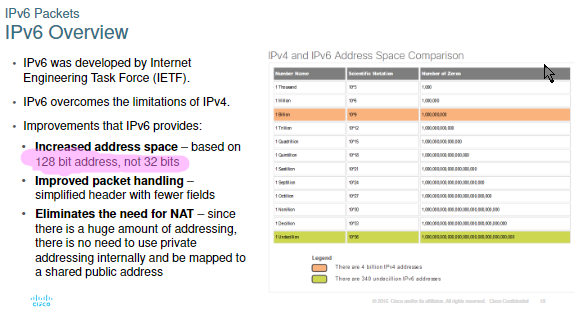 IPv6 Packets
IPv6 Overview
• IPv6 was developed by Internet
Engineering Task Force (IETF).
• IPv6 overcomes the limitations of IPv4.
• Improvements that IPv6 provides:
• Increased address space – based on
128 bit address, not 32 bits
• Improved packet handling –
simplified header with fewer fields
• Eliminates the need for NAT – since
there is a huge amount of addressing,
there is no need to use private
addressing internally and be mapped to
a shared public address
CISCO
IPv4 and IPv6 Address Space Comparison
Number Name Scientific Notation Number of Zeros
1 Thousand 10^3 1,000
1 Million 10^6 1,000,000
1 Billion 10^9 1,000,000,000
1 Trillion 10^12 1,000,000,000,000
1 Quadrillion 10^15 1,000,000,000,000,000
1 Quintillion 10^18 1,000,000,000,000,000,000
1 Sextillion 10^21 1,000,000,000,000,000,000,000
1 Septillion 10^24 1,000,000,000,000,000,000,000,000
1 Octillion 10^27 1,000,000,000,000,000,000,000,000,000
1 Nonillion 10^30 1,000,000,000,000,000,000,000,000,000,000
1 Decillion 10^33 1,000,000,000,000,000,000,000,000,000,000,000
1 Undecillion 10^36 1,000,000,000,000,000,000,000,000,000,000,000,000
Legend
There are 4 billion IPv4 addresses
There are 340 undecillion IPv6 addresses
© 2016, Cisco and/or its affiliates. All rights reserved. Cisco Confidential